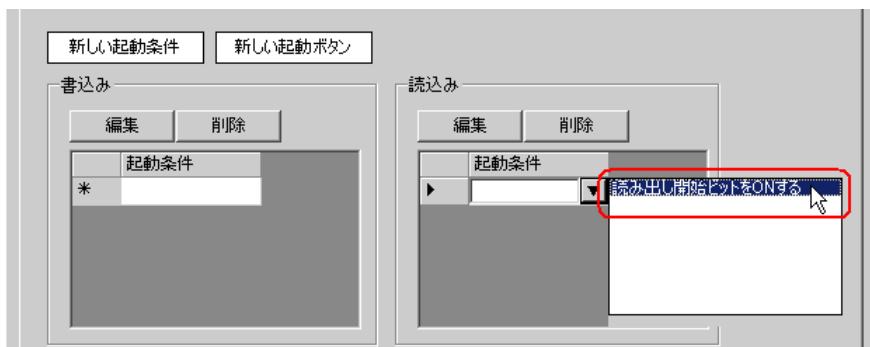 新しい起動条件
新しい起動ボタン
書込み
編集
削除
起動条件
*
読込み
編集
削除
起動条件
読み出し開始ビットをONする